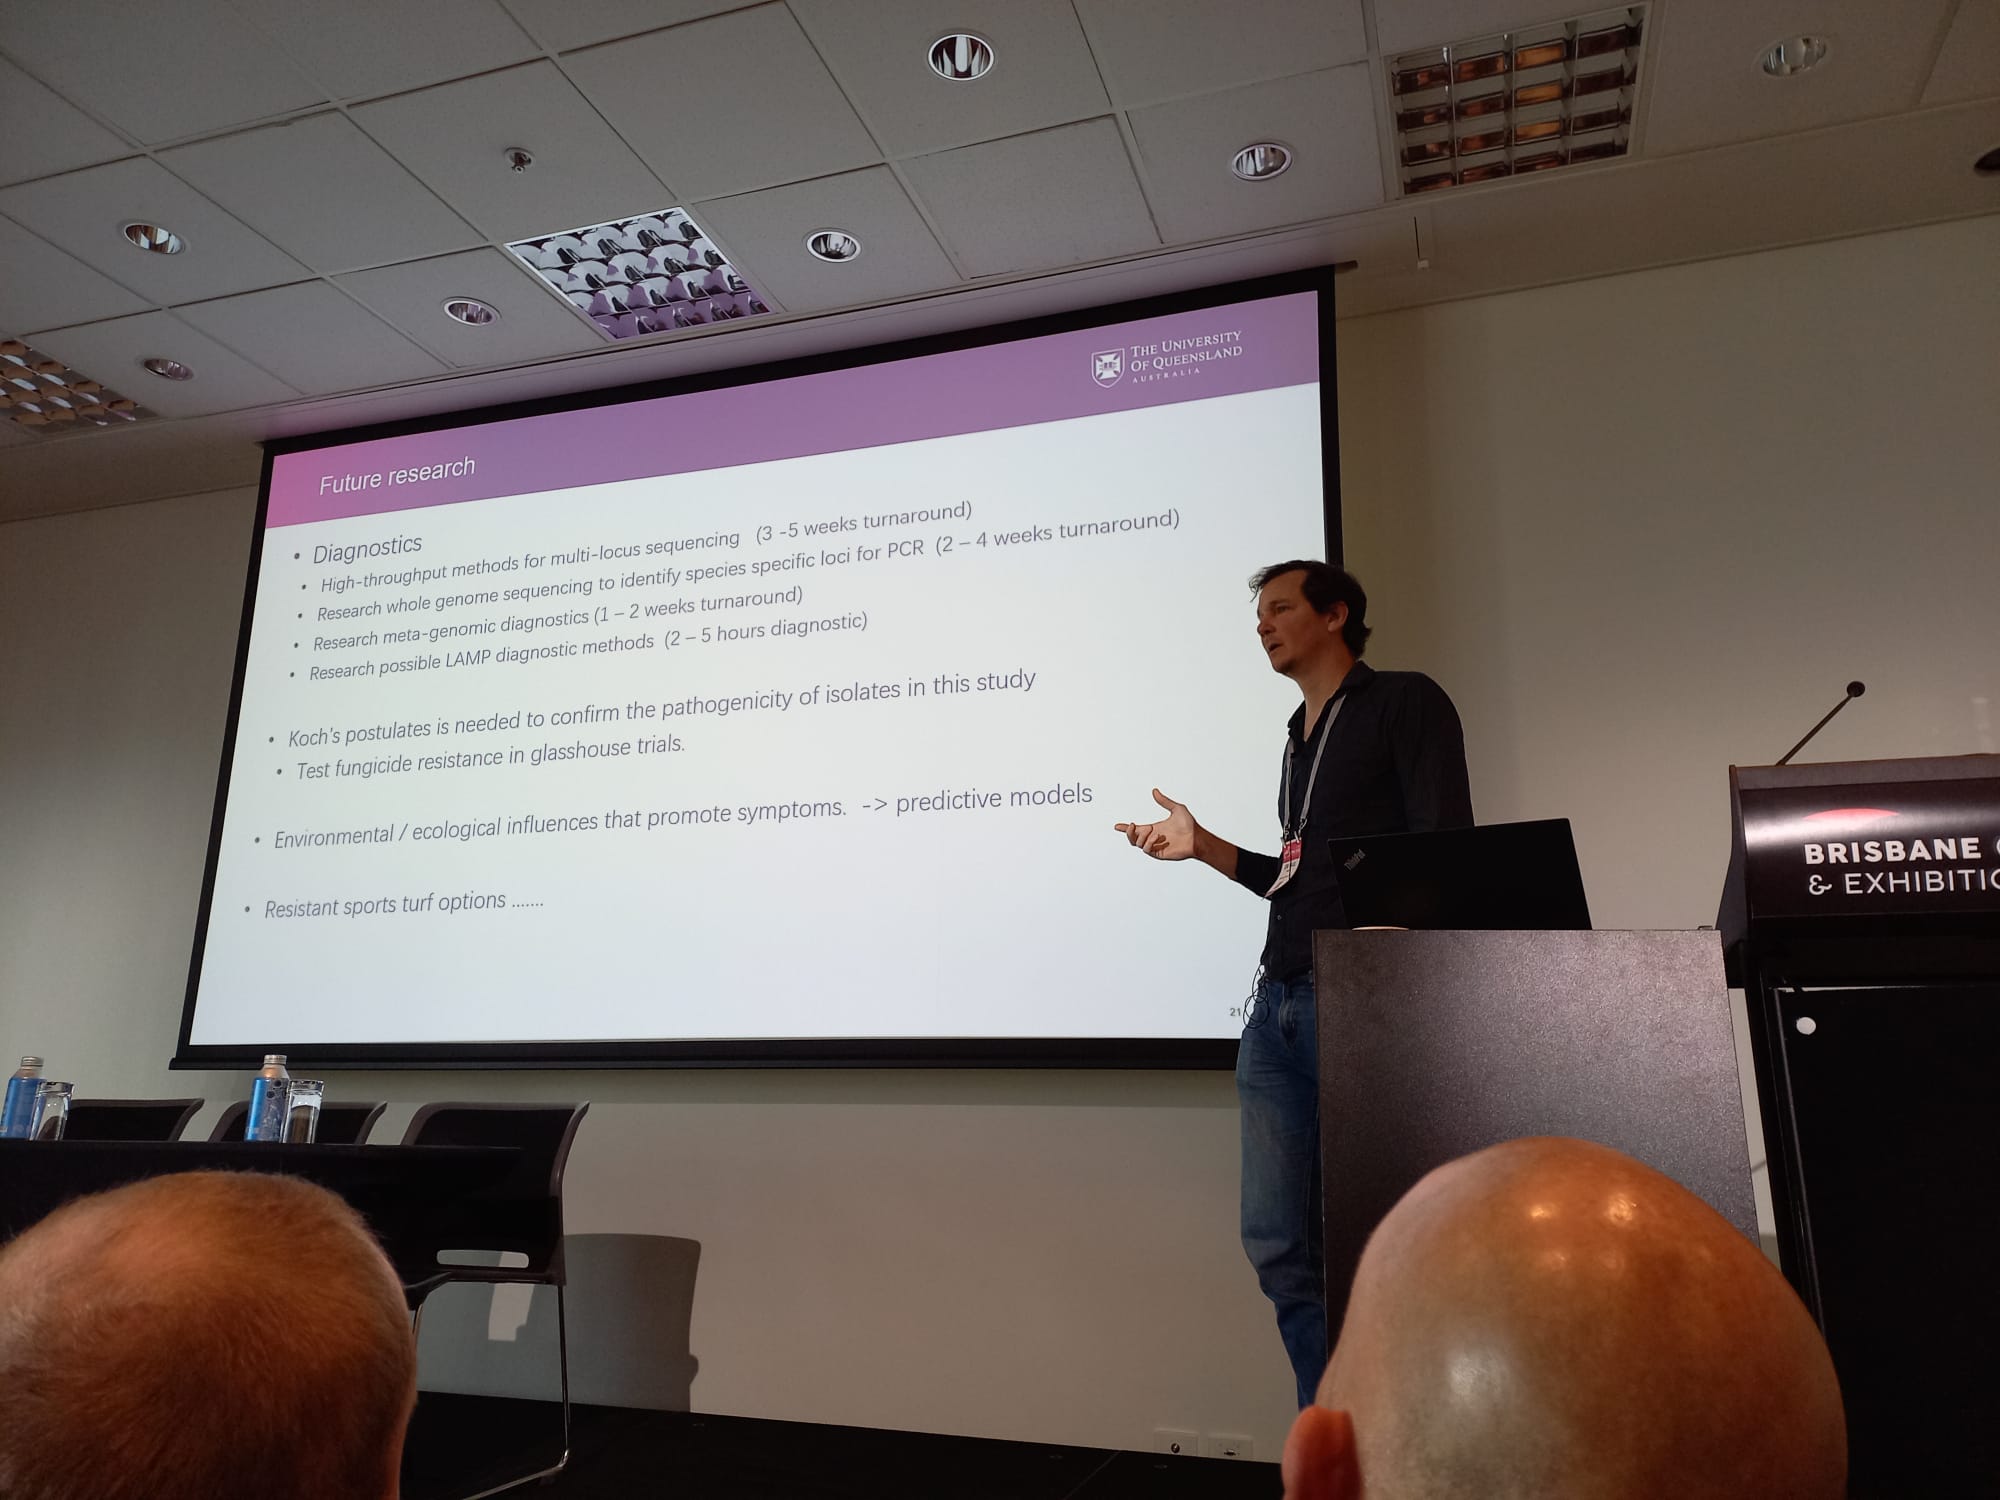 THE UNIVERSITY
OF QUEENSLAND
AUSTRALIA
Future research
• Diagnostics
• High-throughput methods for multi-locus sequencing (3 -5 weeks turnaround)
• Research whole genome sequencing to identify species specific loci for PCR (2 – 4 weeks turnaround)
• Research meta-genomic diagnostics (1 – 2 weeks turnaround)
• Research possible LAMP diagnostic methods (2 – 5 hours diagnostic)
• Koch's postulates is needed to confirm the pathogenicity of isolates in this study
• Test fungicide resistance in glasshouse trials.
• Environmental / ecological influences that promote symptoms. -> predictive models
• Resistant sports turf options .......
21
ThinkPad
BRISBANE
& EXHIBITIO